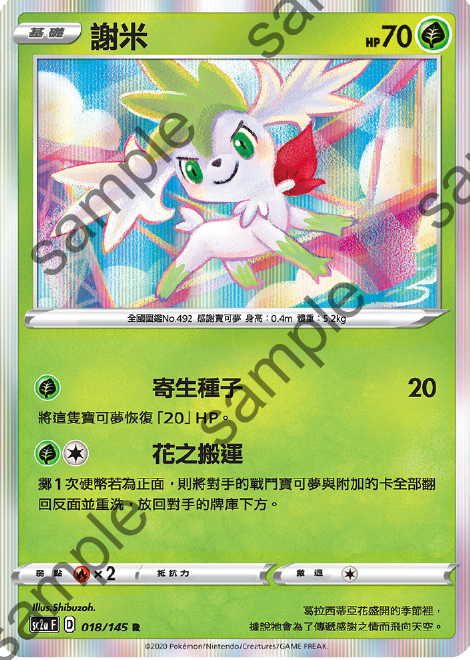 基礎 謝米 HP70
全國圖鑑No.492 感謝寶可夢 身高：0.4m 體重：5.2kg
寄生種子 20
將這隻寶可夢恢復「20」HP。
花之搬運
擲1次硬幣若為正面，則將對手的戰鬥寶可夢與附加的卡全部翻
回反面並重洗，放回對手的牌庫下方。
弱點 ×2 抵抗力 撤退
Illus.Shibuzoh.
sc2a F D 018/145 R
葛拉西蒂亞花盛開的季節裡，
據說牠會為了傳遞感謝之情而飛向天空。
©2020 Pokémon/Nintendo/Creatures/GAME FREAK.
sample
sample
sample
sample
sample
sample